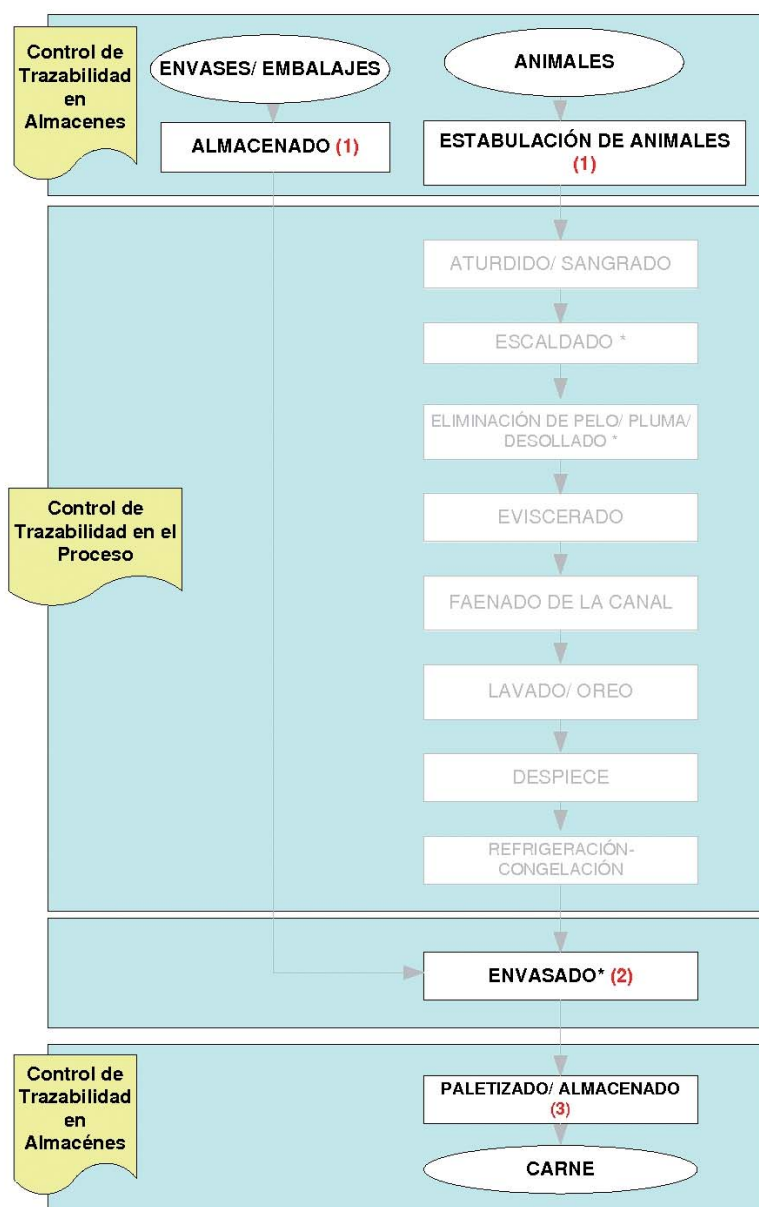 Control de
Trazabilidad
en
Almacenes
ENVASES/ EMBALAJES
ANIMALES
ALMACENADO (1)
ESTABULACIÓN DE ANIMALES
(1)
ATURDIDO/ SANGRADO
ESCALDADO *
ELIMINACIÓN DE PELO/ PLUMA/
DESOLLADO *
EVISCERADO
Control de
Trazabilidad en el
Proceso
FAENADO DE LA CANAL
LAVADO/ OREO
DESPIECE
REFRIGERACIÓN-
CONGELACIÓN
ENVASADO* (2)
Control de
Trazabilidad
en
Almacénes
PALETIZADO/ ALMACENADO
(3)
CARNE